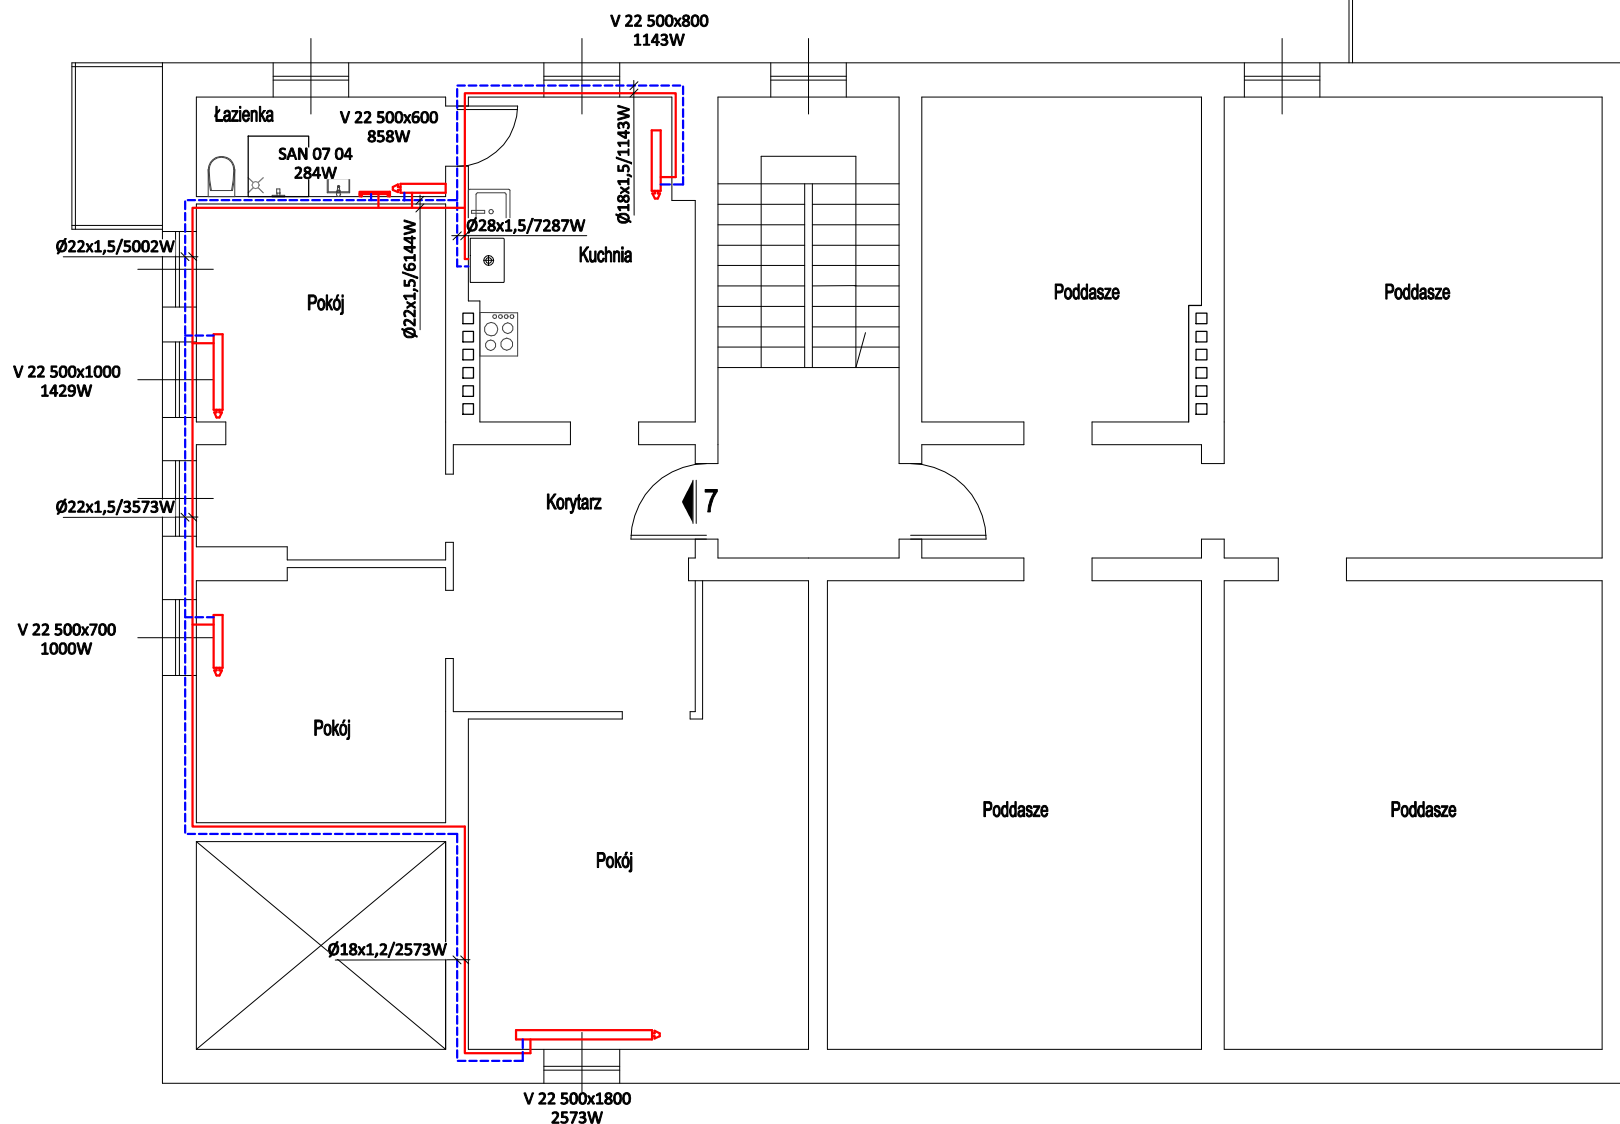 V 22 500x800
1143W
Łazienka
V 22 500x600
858W
SAN 07 04
284W
Ø18x1,5/1143W
Ø28x1,5/7287W
Ø22x1,5/6144W
Ø22x1,5/5002W
Kuchnia
Pokój
Poddasze
Poddasze
V 22 500x1000
1429W
Korytarz
7
Ø22x1,5/3573W
V 22 500x700
1000W
Pokój
Poddasze
Poddasze
Pokój
Ø18x1,2/2573W
V 22 500x1800
2573W